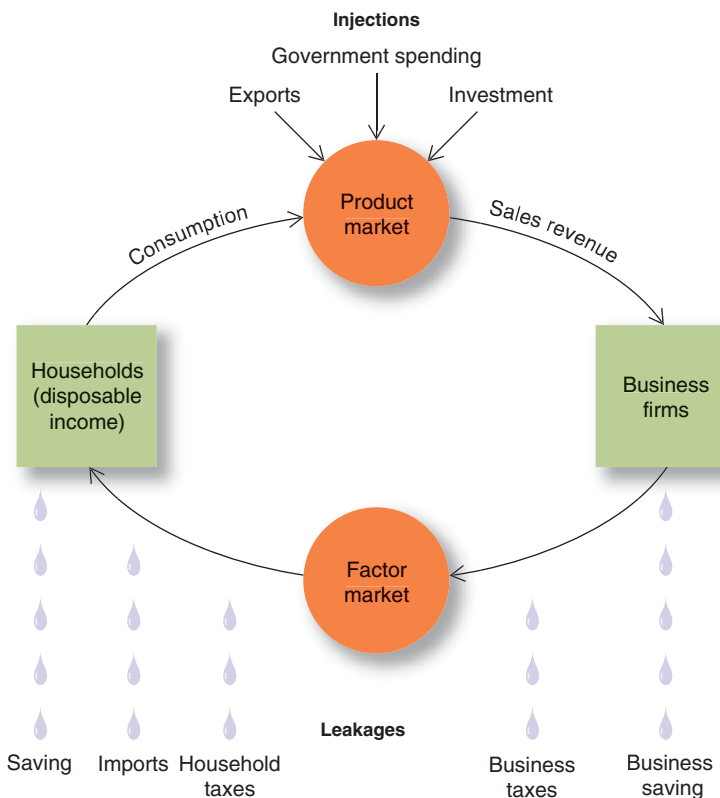 Injections
Government spending
Exports
Investment
Product
market
Consumption
Sales revenue
Households
(disposable
income)
Business
firms
Factor
market
Leakages
Saving
Imports
Household
taxes
Business
taxes
Business
saving